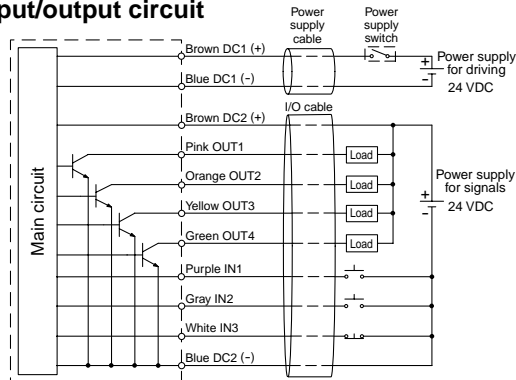 put/output circuit
Power
supply
cable
Power
supply
switch
Brown DC1 (+)
Power supply
for driving
24 VDC
+
-
Blue DC1 (-)
I/O cable
Brown DC2 (+)
Pink OUT1
Load
Orange OUT2
Load
Power supply
for signals
24 VDC
+
-
Yellow OUT3
Load
Green OUT4
Load
Main circuit
Purple IN1
Gray IN2
White IN3
Blue DC2 (-)